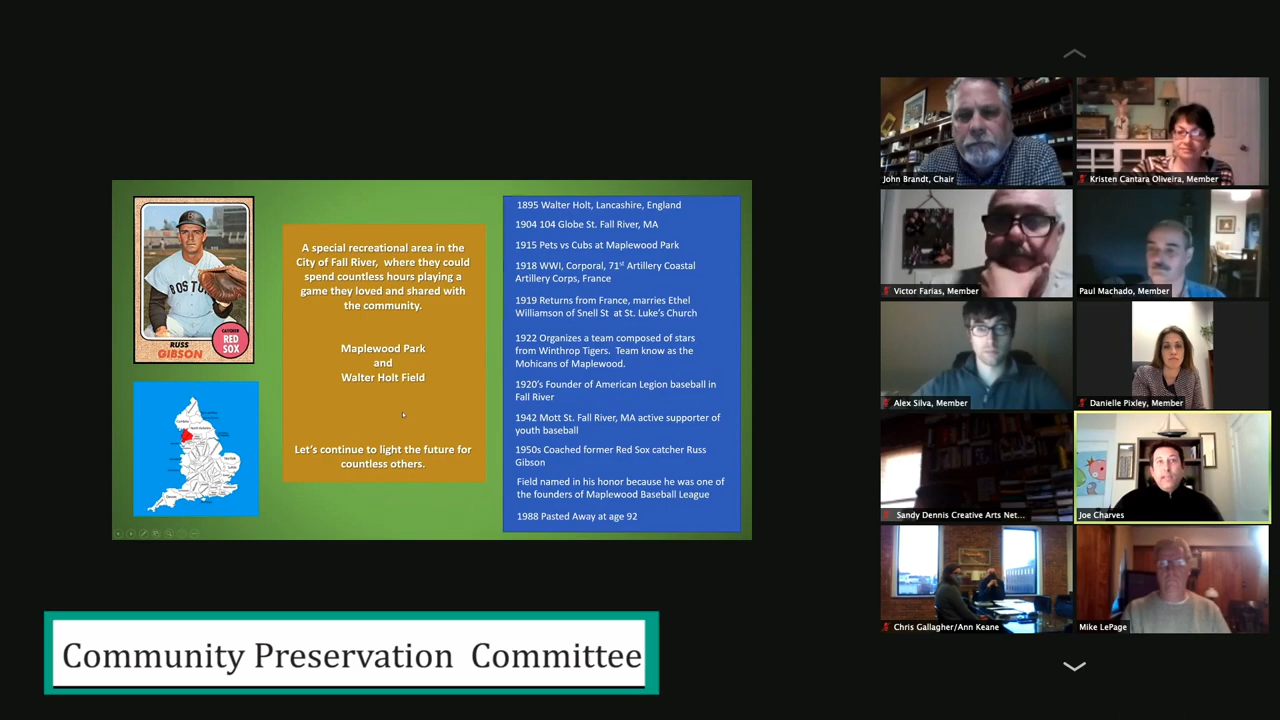 BOSTO
CATCHER
RED
SOX
RUSS
GIBSON
A special recreational area in the
City of Fall River,  where they could
spend countless hours playing a
game they loved and shared with
the community.
Maplewood Park
and
Walter Holt Field
Let's continue to light the future for
countless others.
1895 Walter Holt, Lancashire, England
1904 104 Globe St. Fall River, MA
1915 Pets vs Cubs at Maplewood Park
1918 WWI, Corporal, 71st Artillery Coastal
Artillery Corps, France
1919 Returns from France, marries Ethel
Williamson of Snell St  at St. Luke's Church
1922 Organizes a team composed of stars
from Winthrop Tigers.  Team know as the
Mohicans of Maplewood.
1920's Founder of American Legion baseball in
Fall River
1942 Mott St. Fall River, MA active supporter of
youth baseball
1950s Coached former Red Sox catcher Russ
Gibson
Field named in his honor because he was one of
the founders of Maplewood Baseball League
1988 Pasted Away at age 92
John Brandt, Chair
Kristen Cantara Oliveira, Member
Victor Farias, Member
Paul Machado, Member
Alex Silva, Member
Danielle Pixley, Member
Sandy Dennis Creative Arts Net...
Joe Charves
Chris Gallagher/Ann Keane
Mike LePage
Community Preservation  Committee